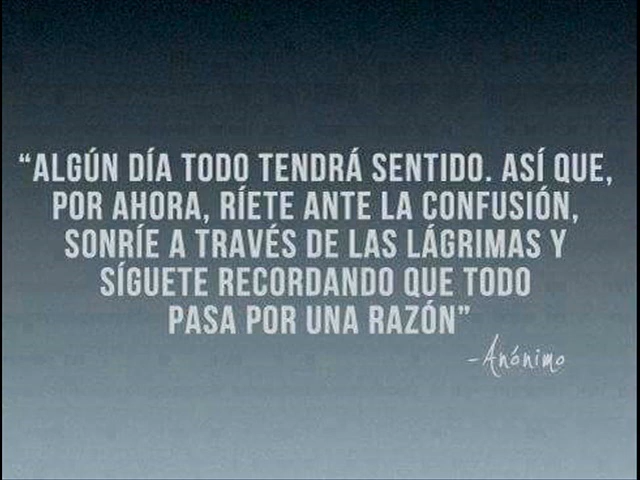 “ALGÚN DÍA TODO TENDRÁ SENTIDO. ASÍ QUE,
POR AHORA, RÍETE ANTE LA CONFUSIÓN,
SONRÍE A TRAVÉS DE LAS LÁGRIMAS Y
SÍGUETE RECORDANDO QUE TODO
PASA POR UNA RAZÓN”
-Anónimo